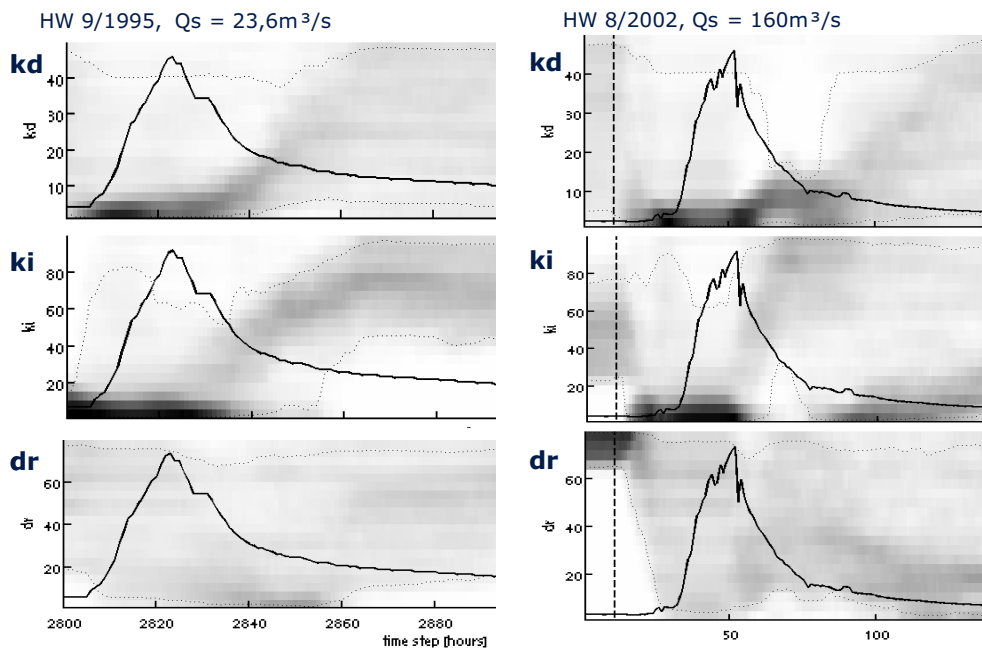 HW 9/1995, Qs = 23,6m³/s
HW 8/2002, Qs = 160m³/s
kd
kd
40
30
20
10
kd
kd
40
30
20
10
ki
ki
80
60
40
20
ki
ki
80
60
40
20
dr
dr
60
40
20
2800
2820
2840
2860
2880
time step [hours]
dr
dr
60
40
20
50
100